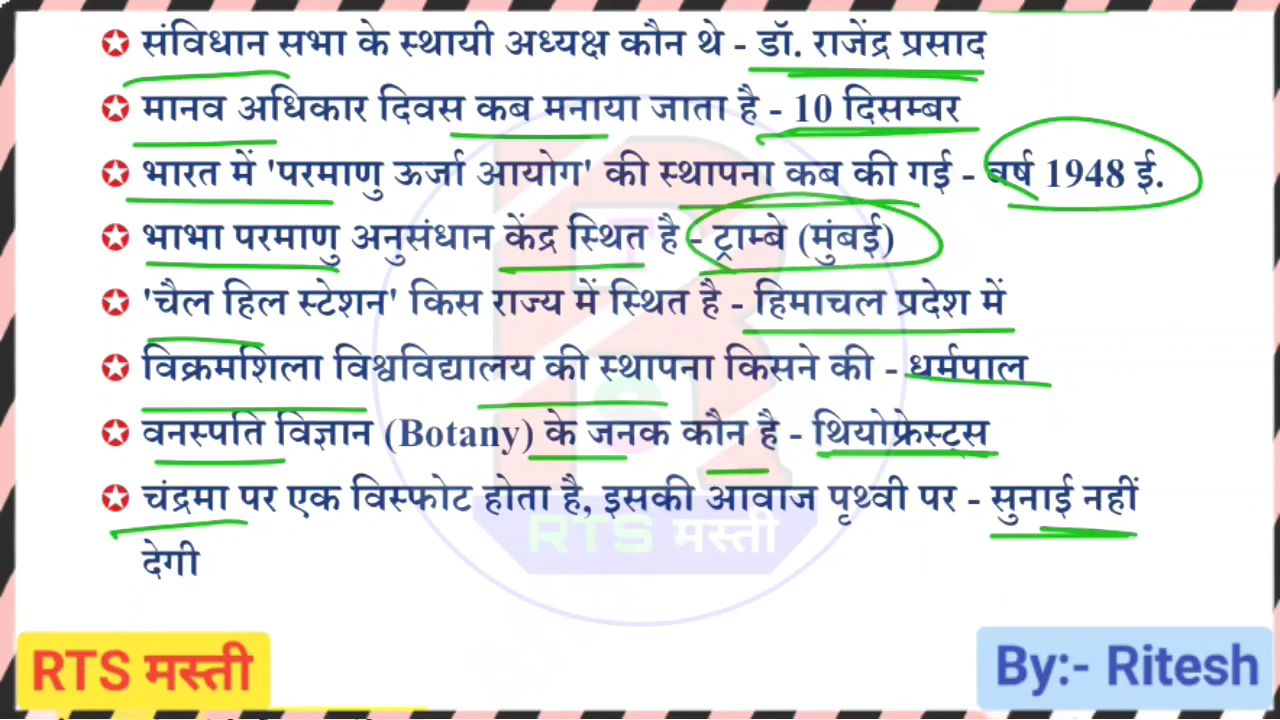 संविधान सभा के स्थायी अध्यक्ष कौन थे - डॉ. राजेंद्र प्रसाद
मानव अधिकार दिवस कब मनाया जाता है - 10 दिसम्बर
भारत में 'परमाणु ऊर्जा आयोग' की स्थापना कब की गई - वर्ष 1948 ई.
भाभा परमाणु अनुसंधान केंद्र स्थित है - ट्राम्बे (मुंबई)
'चैल हिल स्टेशन' किस राज्य में स्थित है - हिमाचल प्रदेश में
विक्रमशिला विश्वविद्यालय की स्थापना किसने की - धर्मपाल
वनस्पति विज्ञान (Botany) के जनक कौन है - थियोफ्रेस्ट्स
चंद्रमा पर एक विस्फोट होता है, इसकी आवाज पृथ्वी पर - सुनाई नहीं
देगी
RTS मस्ती
RTS मस्ती
By:- Ritesh